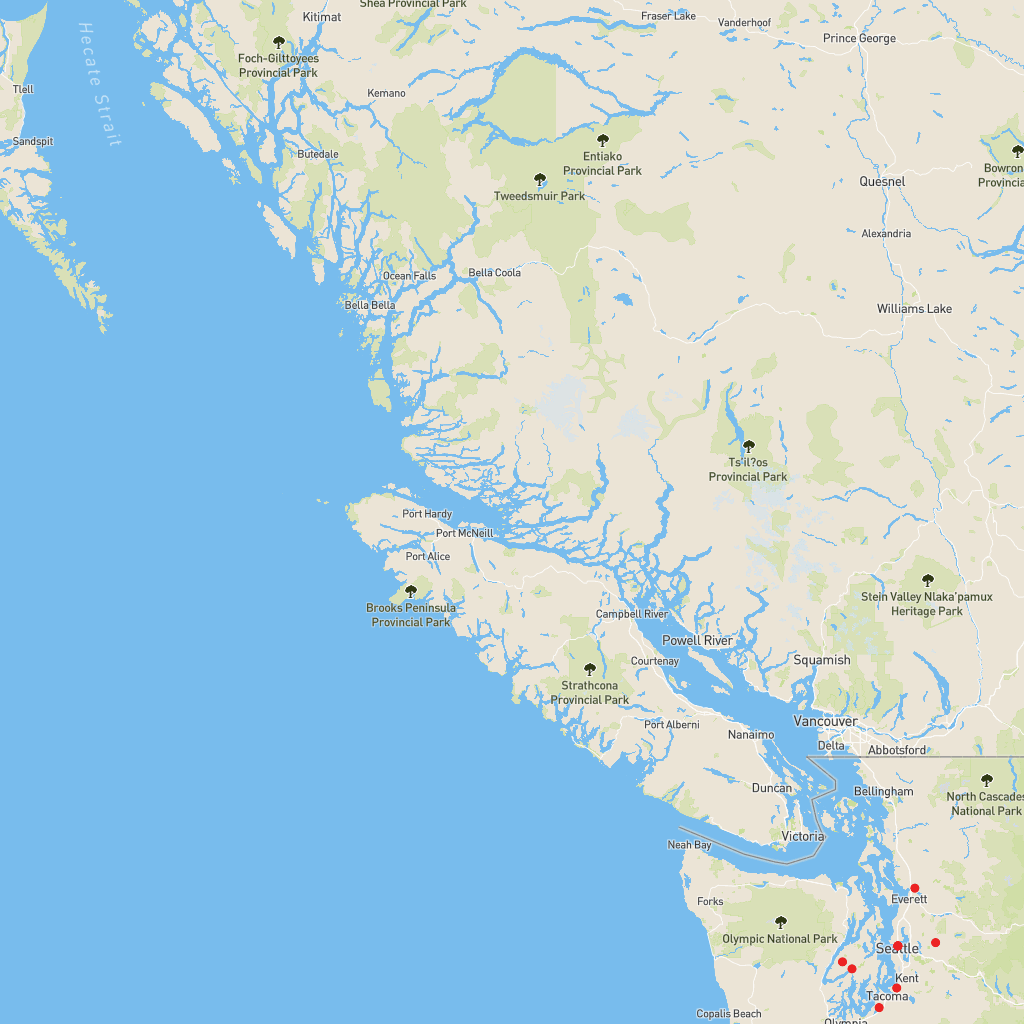 Shea Provincial Park
Kitimat
Fraser Lake
Vanderhoof
Prince George
Hecate Strait
Foch-Gilttoyees
Provincial Park
Tlell
Kemano
Sandspit
Butedale
Entiako
Provincial Park
Bowron
Provincia
Quesnel
Tweedsmuir Park
Alexandria
Ocean Falls
Bella Coola
Bella Bella
Williams Lake
Ts'il?os
Provincial Park
Port Hardy
Port McNeill
Port Alice
Brooks Peninsula
Provincial Park
Stein Valley Nlaka'pamux
Heritage Park
Campbell River
Powell River
Courtenay
Squamish
Strathcona
Provincial Park
Port Alberni
Vancouver
Nanaimo
Delta
Abbotsford
Duncan
Bellingham
North Cascades
National Park
Victoria
Neah Bay
Forks
Everett
Olympic National Park
Seattle
Kent
Tacoma
Copalis Beach
Olympia